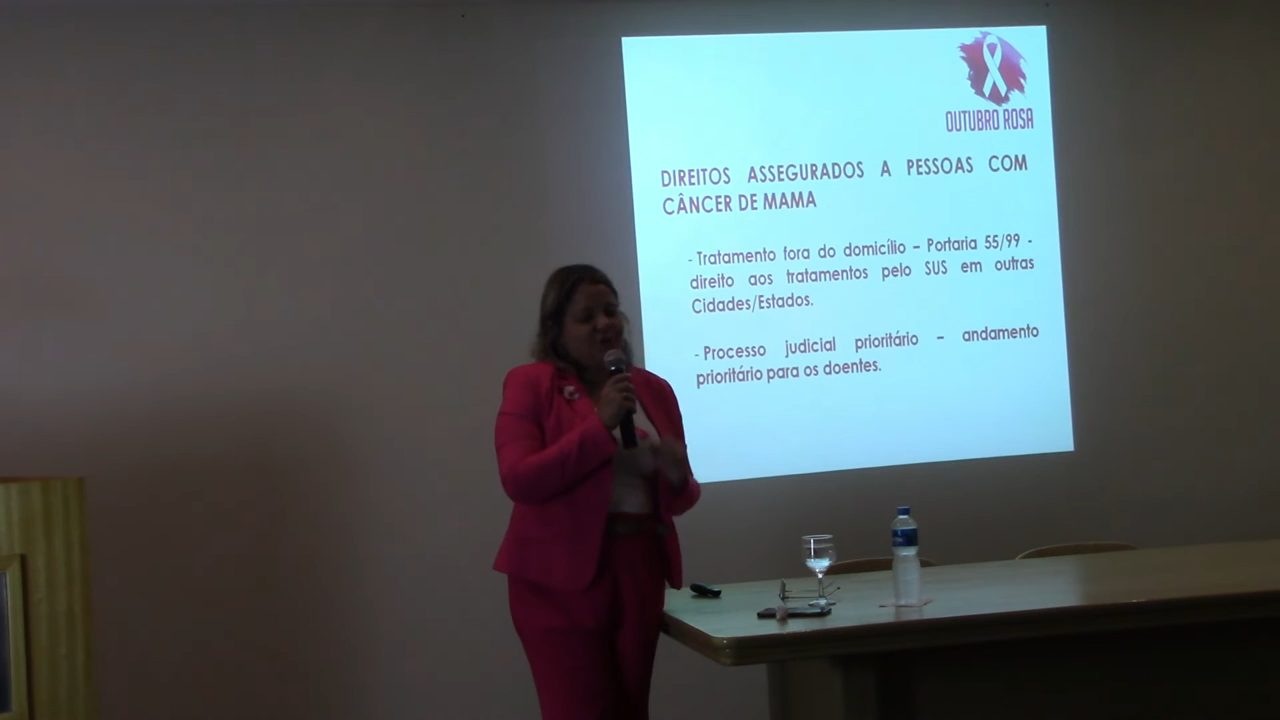 OUTUBRO ROSA
DIREITOS ASSEGURADOS A PESSOAS COM
CÂNCER DE MAMA
- Tratamento fora do domicílio – Portaria 55/99 -
direito aos tratamentos pelo SUS em outras
Cidades/Estados.
- Processo judicial prioritário – andamento
prioritário para os doentes.